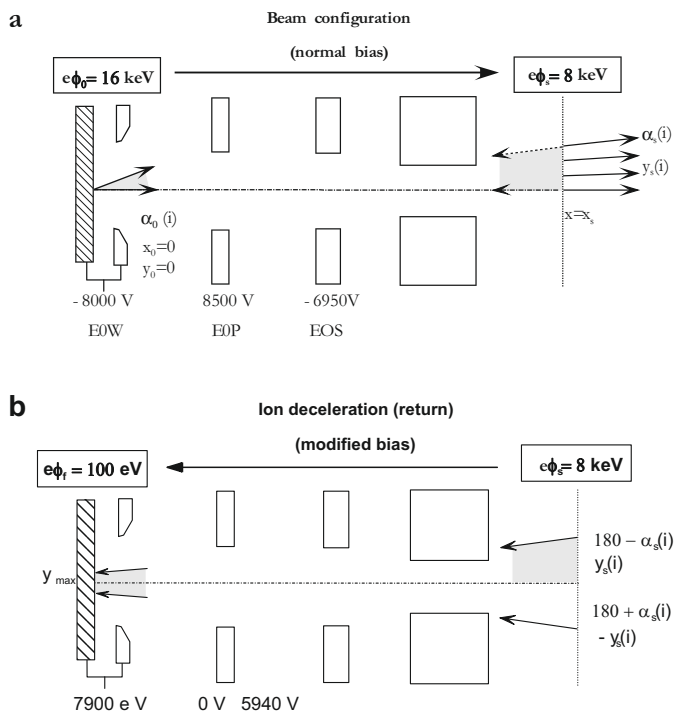 a
Beam configuration
(normal bias)
eϕ₀= 16 keV
eϕₛ= 8 keV
αₛ(i)
yₛ(i)
x=xₛ
α₀ (i)
x₀=0
y₀=0
- 8000 V 8500 V - 6950V
E0W E0P EOS
b
Ion deceleration (return)
(modified bias)
eϕf = 100 eV
eϕₛ= 8 keV
180 − αₛ(i)
yₛ(i)
y max
180 + αₛ(i)
- yₛ(i)
7900 e V 0 V 5940 V